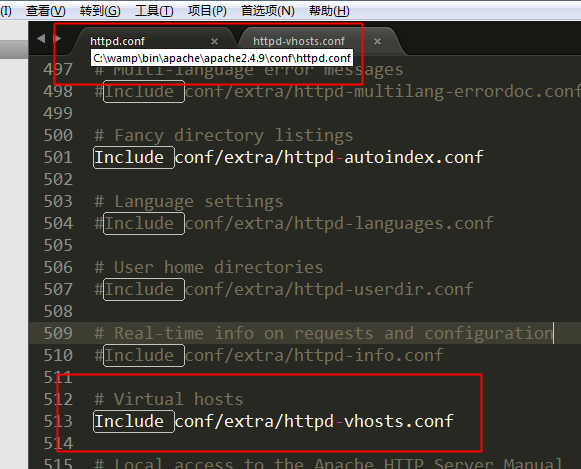 (I) 查看(V) 转到(G) 工具(T) 项目(P) 首选项(N) 帮助(H)
httpd.conf × httpd-vhosts.conf ×
C:\wamp\bin\apache\apache2.4.9\conf\httpd.conf
497 # Multi-language error messages
498 #Include conf/extra/httpd-multilang-errordoc.conf
499
500 # Fancy directory listings
501 Include conf/extra/httpd-autoindex.conf
502
503 # Language settings
504 #Include conf/extra/httpd-languages.conf
505
506 # User home directories
507 #Include conf/extra/httpd-userdir.conf
508
509 # Real-time info on requests and configuration
510 #Include conf/extra/httpd-info.conf
511
512 # Virtual hosts
513 Include conf/extra/httpd-vhosts.conf
514
515 # Local access to the Apache HTTP Server Manual